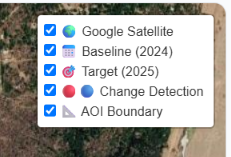 Google Satellite
Baseline (2024)
Target (2025)
Change Detection
AOI Boundary